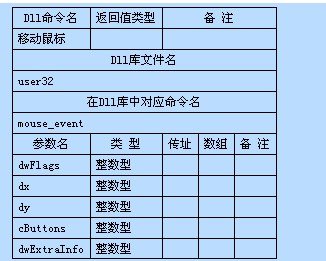 Dll命令名 返回值类型 备 注
移动鼠标
Dll库文件名
user32
在Dll库中对应命令名
mouse_event
参数名 类 型 传址 数组 备 注
dwFlags 整数型
dx 整数型
dy 整数型
cButtons 整数型
dwExtraInfo 整数型